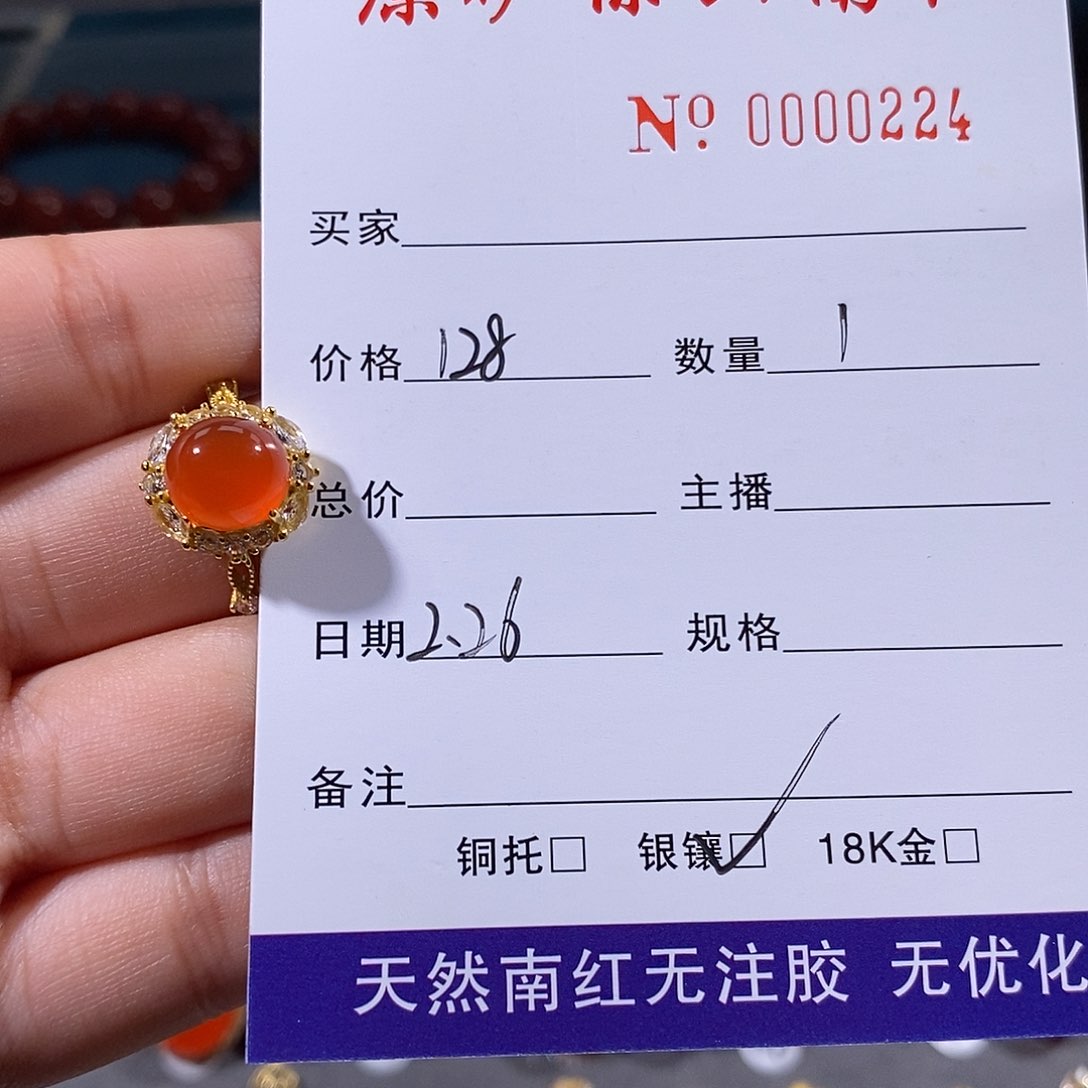 No 0000224
买家
价格 128 数量 1
总价 主播
日期 2、26 规格
备注
铜托□ 银镶□ 18K金□
天然南红无注胶 无优化